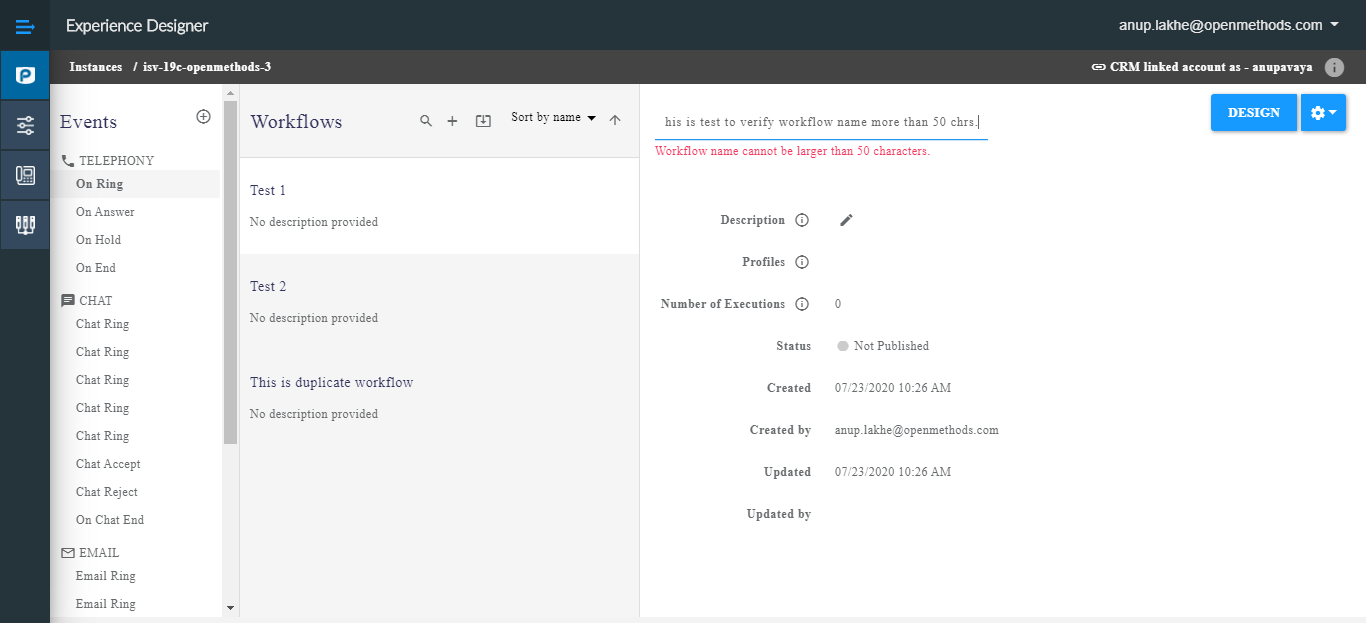 Experience Designer
anup.lakhe@openmethods.com
Instances / isv-19c-openmethods-3
CRM linked account as - anupavaya
Events
TELEPHONY
On Ring
On Answer
On Hold
On End
CHAT
Chat Ring
Chat Ring
Chat Ring
Chat Ring
Chat Ring
Chat Accept
Chat Reject
On Chat End
EMAIL
Email Ring
Email Ring
Workflows
Sort by name
Test 1
No description provided
Test 2
No description provided
This is duplicate workflow
No description provided
his is test to verify workflow name more than 50 chrs.
Workflow name cannot be larger than 50 characters.
DESIGN
Description
Profiles
Number of Executions 0
Status Not Published
Created 07/23/2020 10:26 AM
Created by anup.lakhe@openmethods.com
Updated 07/23/2020 10:26 AM
Updated by